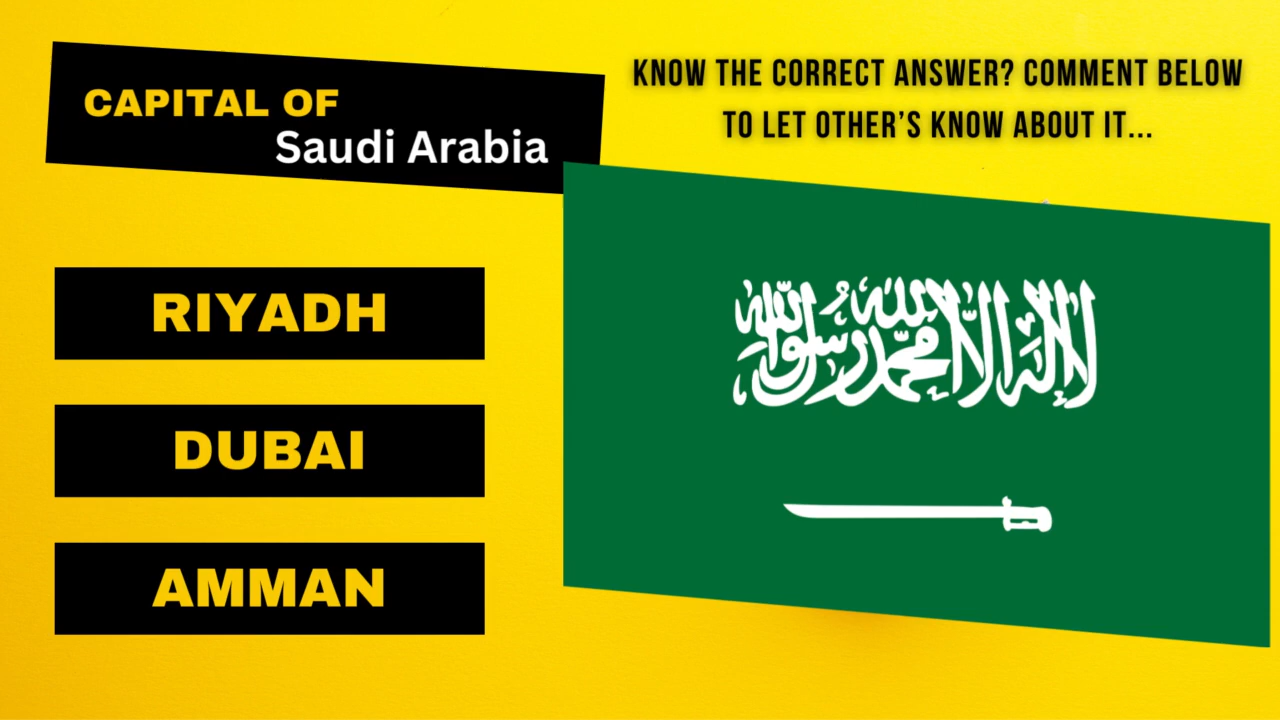 CAPITAL OF
Saudi Arabia
KNOW THE CORRECT ANSWER? COMMENT BELOW
TO LET OTHER'S KNOW ABOUT IT...
RIYADH
DUBAI
AMMAN
لا إله إلا الله محمد رسول الله